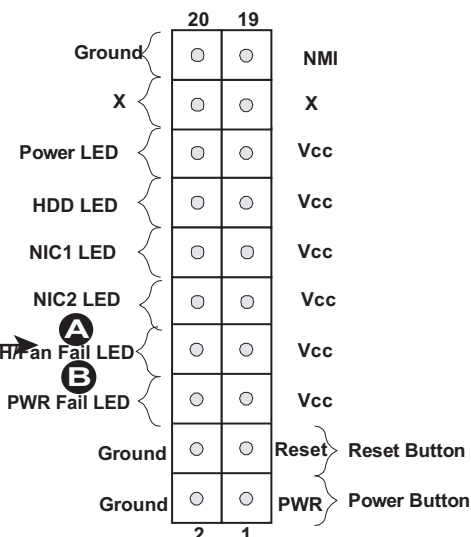 20 19
Ground NMI
X X
Power LED Vcc
HDD LED Vcc
NIC1 LED Vcc
NIC2 LED Vcc
A
H/Fan Fail LED Vcc
B
PWR Fail LED Vcc
Ground Reset Reset Button
Ground PWR Power Button
2 1